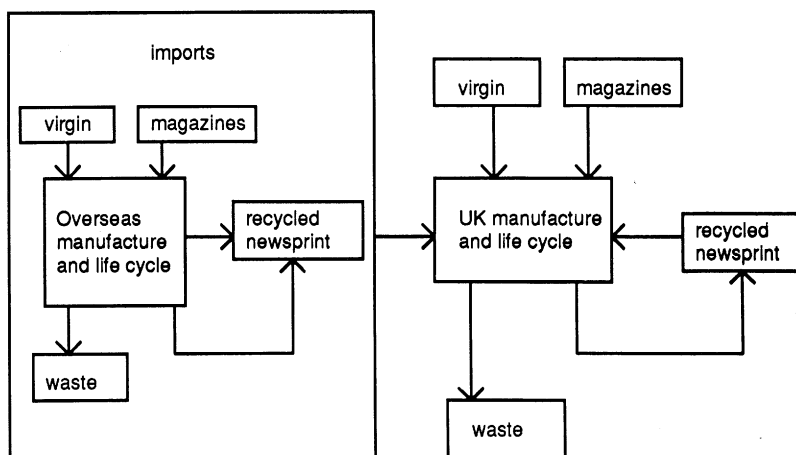 imports
virgin
magazines
Overseas
manufacture
and life cycle
recycled
newsprint
waste
virgin
magazines
UK manufacture
and life cycle
recycled
newsprint
waste